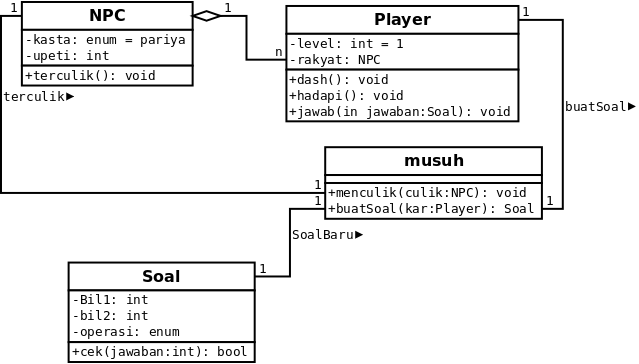 1
NPC
1
-kasta: enum = pariya
-upeti: int
+terculik(): void
terculik▶
n
Player
1
-level: int = 1
-rakyat: NPC
+dash(): void
+hadapi(): void
+jawab(in jawaban:Soal): void
buatSoal▶
musuh
1
+menculik(culik:NPC): void
1
+buatSoal(kar:Player): Soal
1
SoalBaru▶
Soal
1
-Bil1: int
-bil2: int
-operasi: enum
+cek(jawaban:int): bool